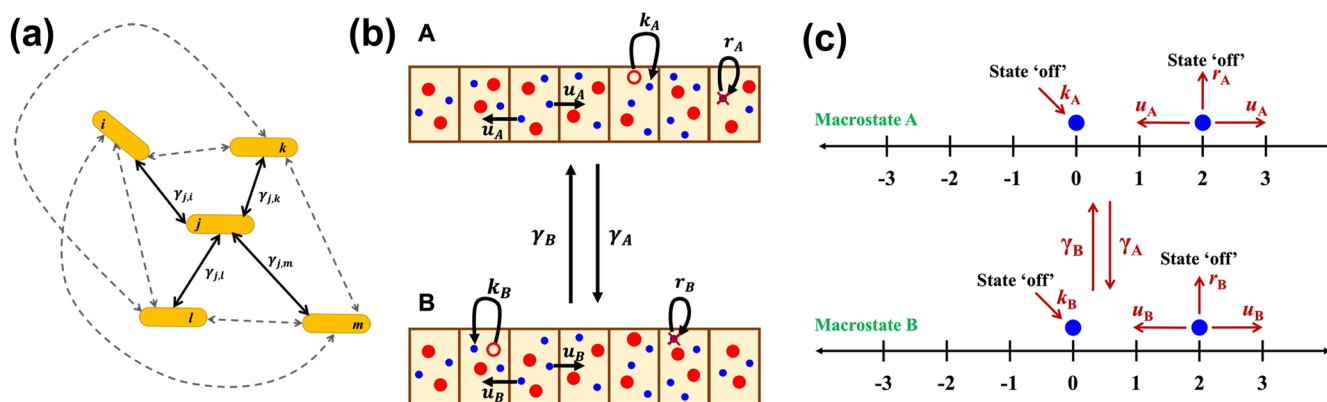 (a)
i
k
γj,i
γj,k
j
γj,l
γj,m
l
m
(b)
A
kA
rA
uA
uA
γB
γA
B
kB
rB
uB
uB
(c)
State ‘off’
State ‘off’
kA
rA
uA
uA
Macrostate A
-3 -2 -1 0 1 2 3
γB
γA
State ‘off’
State ‘off’
kB
rB
uB
uB
Macrostate B
-3 -2 -1 0 1 2 3